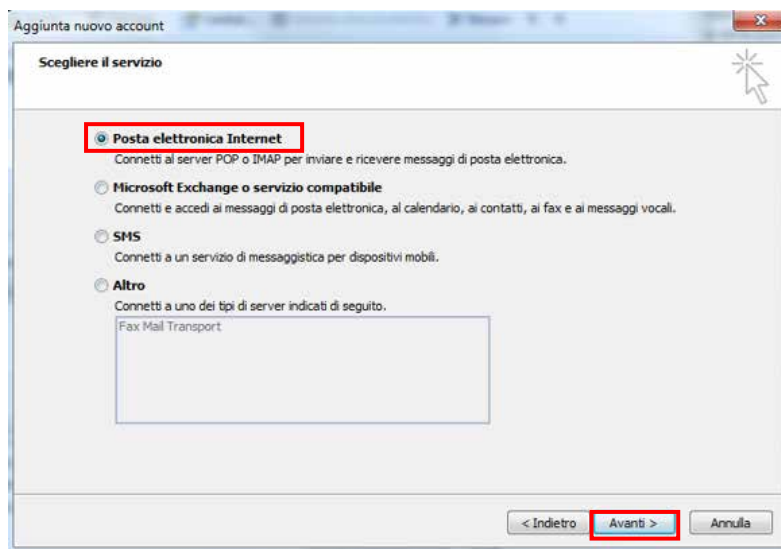 Aggiunta nuovo account
Scegliere il servizio
Posta elettronica Internet
Connetti al server POP o IMAP per inviare e ricevere messaggi di posta elettronica.
Microsoft Exchange o servizio compatibile
Connetti e accedi ai messaggi di posta elettronica, al calendario, ai contatti, ai fax e ai messaggi vocali.
SMS
Connetti a un servizio di messaggistica per dispositivi mobili.
Altro
Connetti a uno dei tipi di server indicati di seguito.
Fax Mail Transport
< Indietro Avanti > Annulla